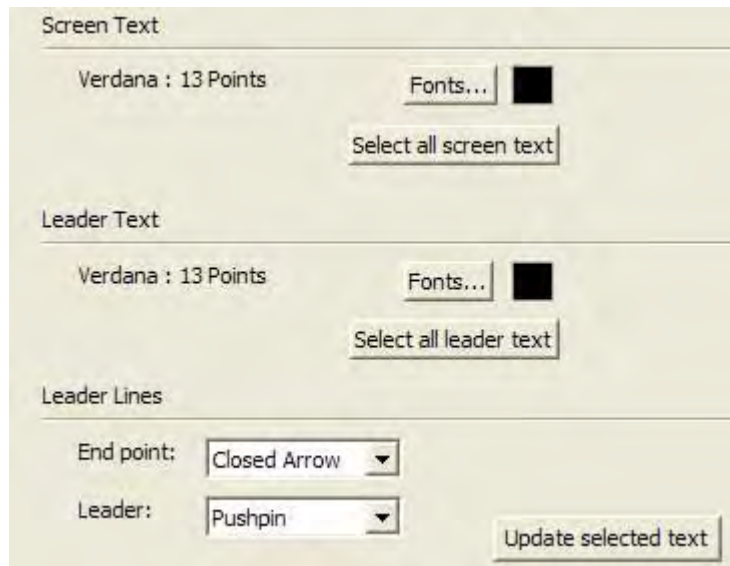 Screen Text
Verdana : 13 Points
Fonts...
Select all screen text
Leader Text
Verdana : 13 Points
Fonts...
Select all leader text
Leader Lines
End point:
Closed Arrow
Leader:
Pushpin
Update selected text